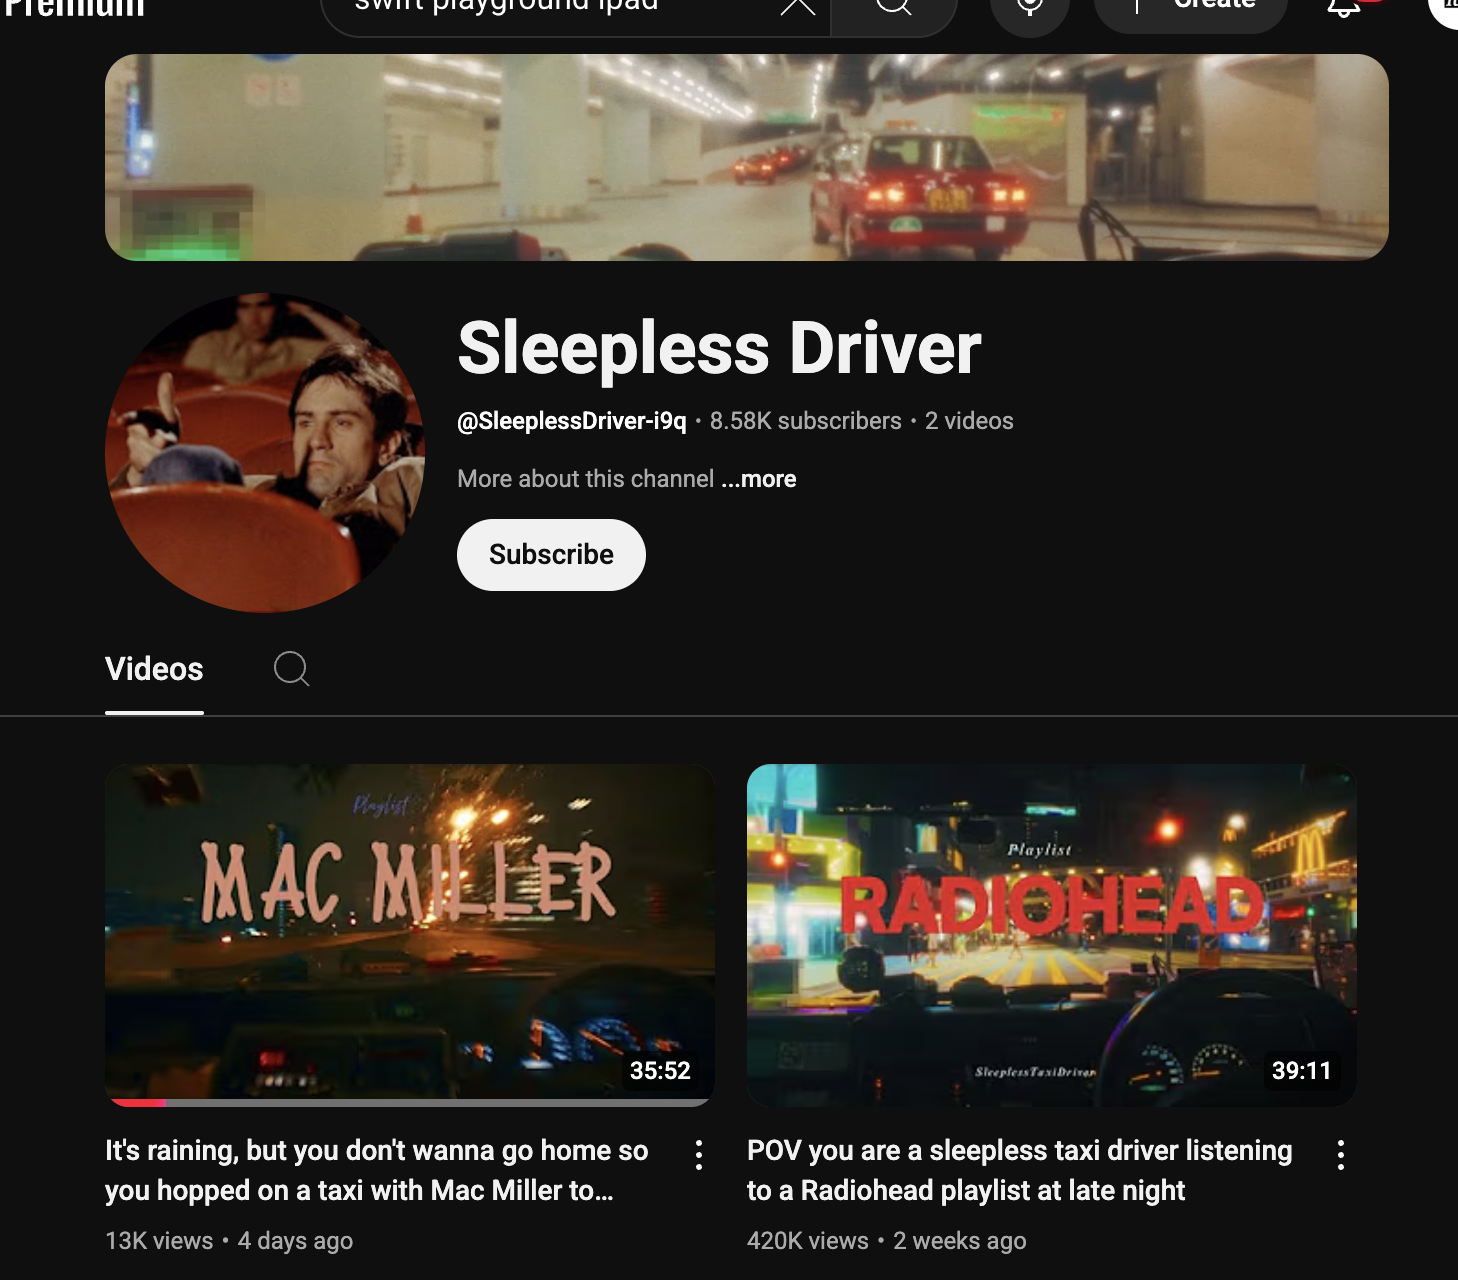 Premium
swift playground ipad
Create
Sleepless Driver
@SleeplessDriver-i9q • 8.58K subscribers • 2 videos
More about this channel ...more
Subscribe
Videos
Playlist
MAC MILLER
35:52
Playlist
RADIOHEAD
SleeplessTaxiDriver
39:11
It's raining, but you don't wanna go home so
you hopped on a taxi with Mac Miller to...
13K views • 4 days ago
POV you are a sleepless taxi driver listening
to a Radiohead playlist at late night
420K views • 2 weeks ago